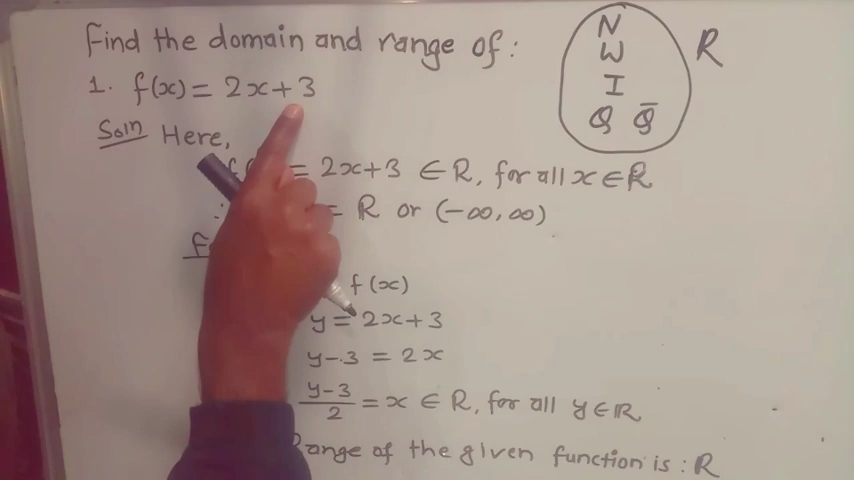 Find the domain and range of:
1. f(x) = 2x+3
Soln Here,
= 2x+3 ∈ R, for all x ∈ R
= R or (-∞, ∞)
f(x)
y = 2x+3
y-3 = 2x
y-3/2 = x ∈ R, for all y ∈ R
Range of the given function is : R
N
W
I
Q Q̅
R